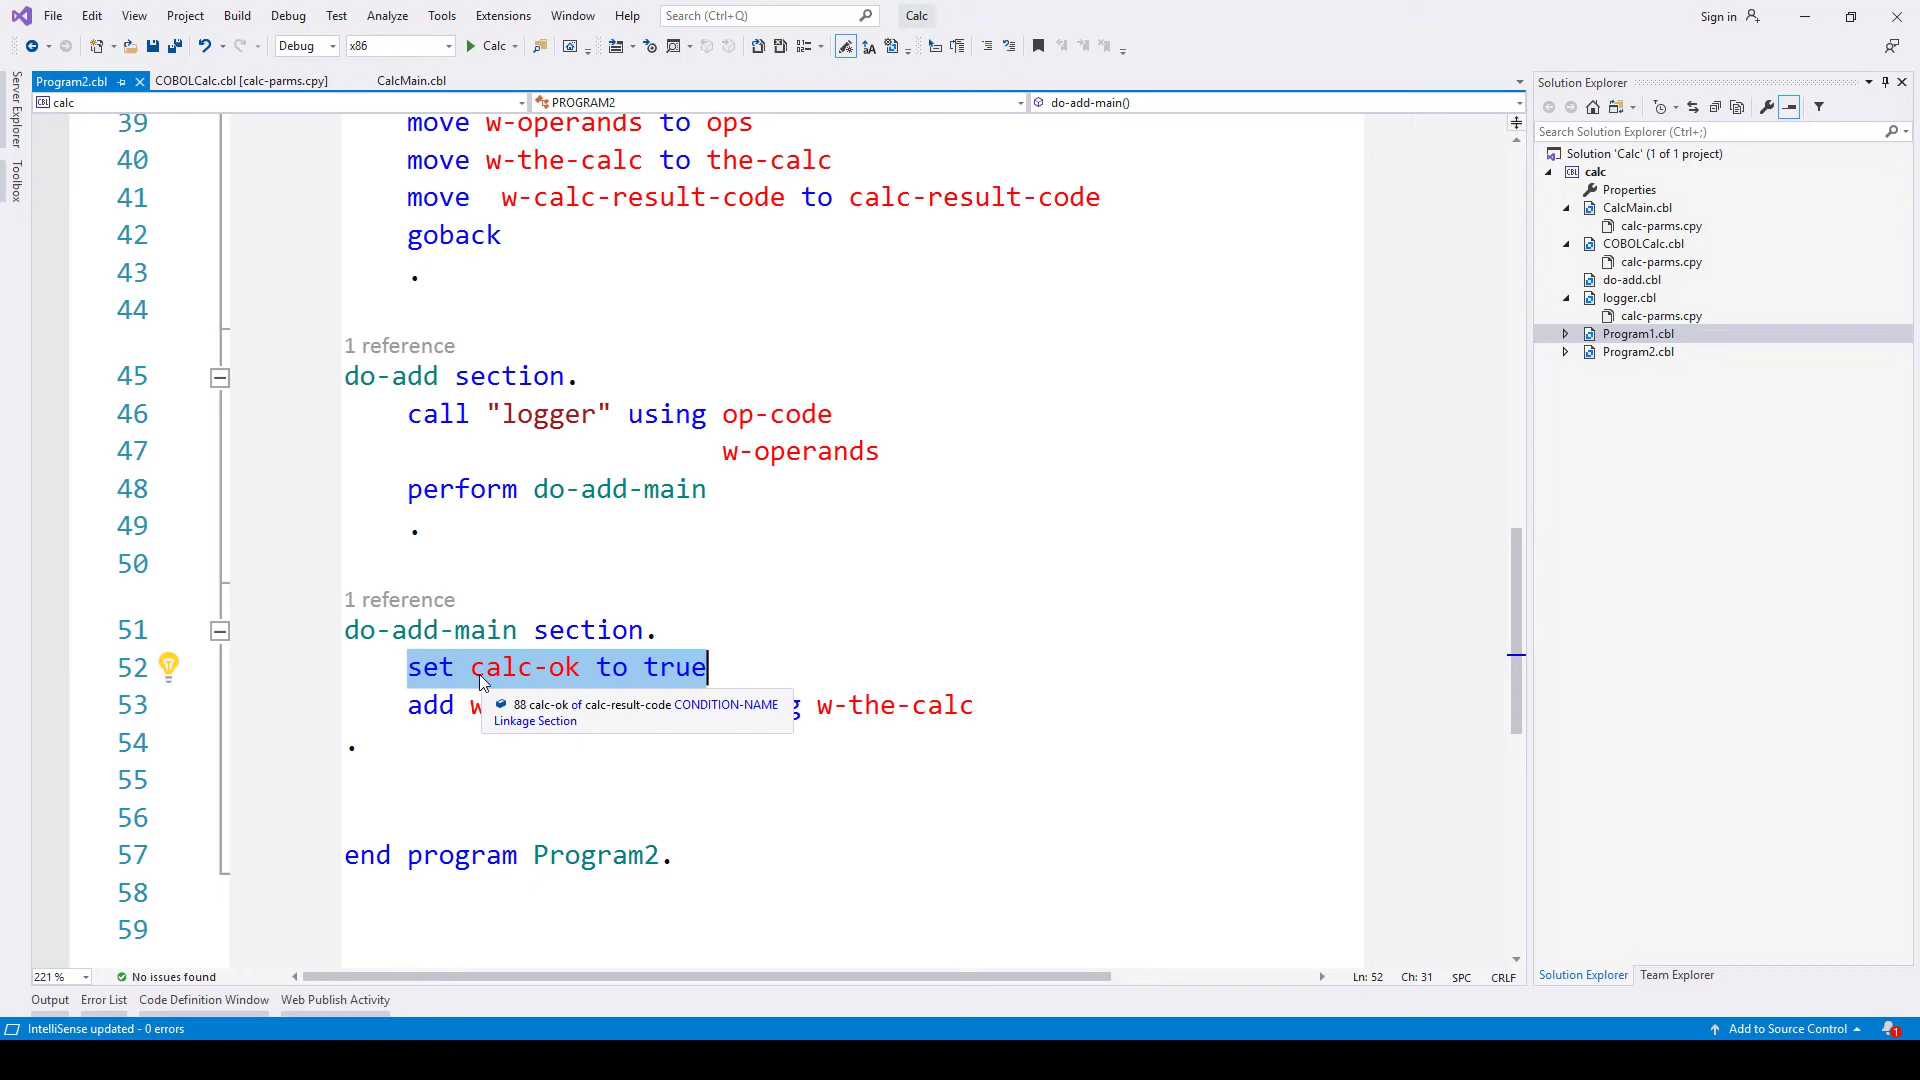 File Edit View Project Build Debug Test Analyze Tools Extensions Window Help Search (Ctrl+Q) Calc Sign in
Debug x86 Calc
Program2.cbl COBOLCalc.cbl [calc-parms.cpy] CalcMain.cbl
calc PROGRAM2 do-add-main()
Server Explorer
Toolbox
39 move w-operands to ops
40 move w-the-calc to the-calc
41 move w-calc-result-code to calc-result-code
42 goback
43 .
44
1 reference
45 do-add section.
46 call "logger" using op-code
47 w-operands
48 perform do-add-main
49 .
50
1 reference
51 do-add-main section.
52 set calc-ok to true
53 add w-the-calc
88 calc-ok of calc-result-code CONDITION-NAME
Linkage Section
54 .
55
56
57 end program Program2.
58
59
221 % No issues found Ln: 52 Ch: 31 SPC CRLF
Output Error List Code Definition Window Web Publish Activity
IntelliSense updated - 0 errors Add to Source Control 1
Solution Explorer
Search Solution Explorer (Ctrl+;)
Solution 'Calc' (1 of 1 project)
calc
Properties
CalcMain.cbl
calc-parms.cpy
COBOLCalc.cbl
calc-parms.cpy
do-add.cbl
logger.cbl
calc-parms.cpy
Program1.cbl
Program2.cbl
Solution Explorer Team Explorer